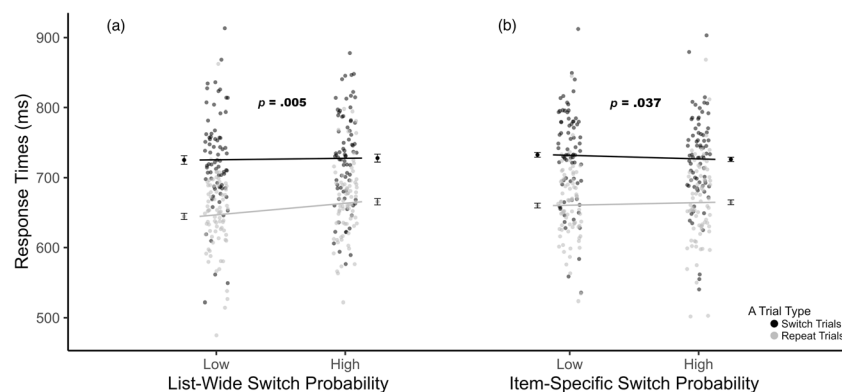 (a)
(b)
900
800
700
600
500
Response Times (ms)
p = .005
p = .037
Low
High
Low
High
List-Wide Switch Probability
Item-Specific Switch Probability
A Trial Type
Switch Trials
Repeat Trials